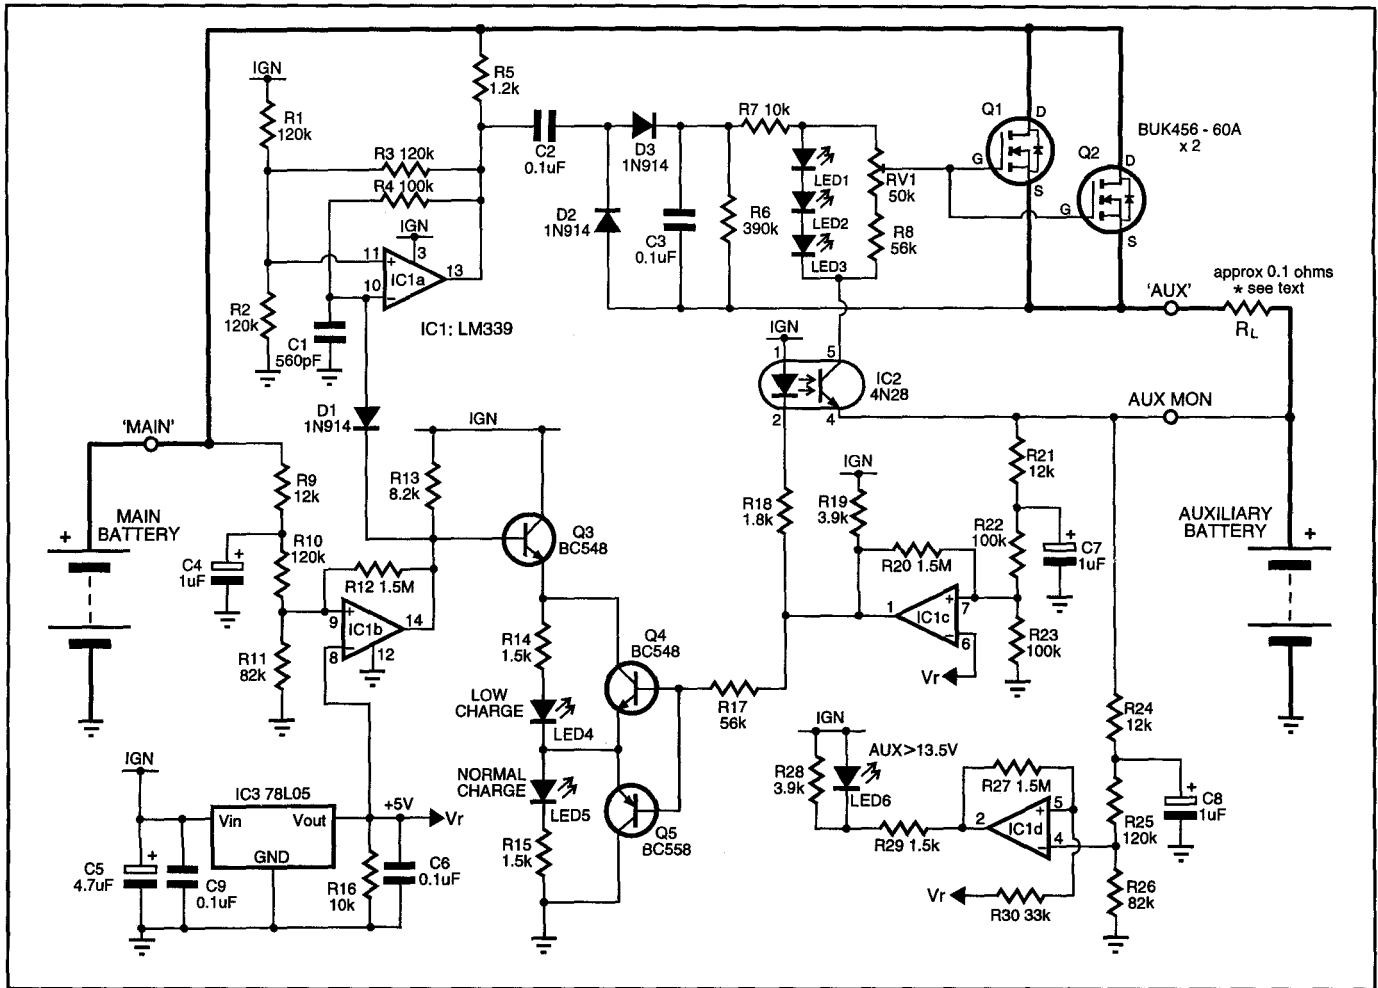 IGN
R1
120k
R5
1.2k
R3 120k
R4 100k
IGN
11
+
3
10
−
IC1a
13
R2
120k
C1
560pF
IC1: LM339
C2
0.1uF
D3
1N914
D2
1N914
C3
0.1uF
R6
390k
R7 10k
LED1
LED2
LED3
RV1
50k
R8
56k
Q1
D
G
S
BUK456 - 60A
x 2
Q2
D
G
S
'AUX'
approx 0.1 ohms
* see text
RL
IGN
1
5
2
4
IC2
4N28
AUX MON
D1
1N914
'MAIN'
MAIN
BATTERY
+
R9
12k
C4
1uF
+
R10
120k
R11
82k
IGN
R13
8.2k
R12 1.5M
9
+
8
−
IC1b
14
12
Q3
BC548
R14
1.5k
LOW
CHARGE
LED4
NORMAL
CHARGE
LED5
R15
1.5k
Q4
BC548
Q5
BC558
R17
56k
R18
1.8k
IGN
R19
3.9k
R20 1.5M
1
IC1c
+
7
−
6
Vr
R21
12k
R22
100k
R23
100k
+
C7
1uF
AUXILIARY
BATTERY
+
IGN
IC3 78L05
Vin
Vout
GND
+5V
Vr
C5
4.7uF
+
C9
0.1uF
R16
10k
C6
0.1uF
IGN
R28
3.9k
AUX>13.5V
LED6
R29 1.5k
R27 1.5M
2
IC1d
+
5
−
4
Vr
R30 33k
R24
12k
R25
120k
R26
82k
+
C8
1uF